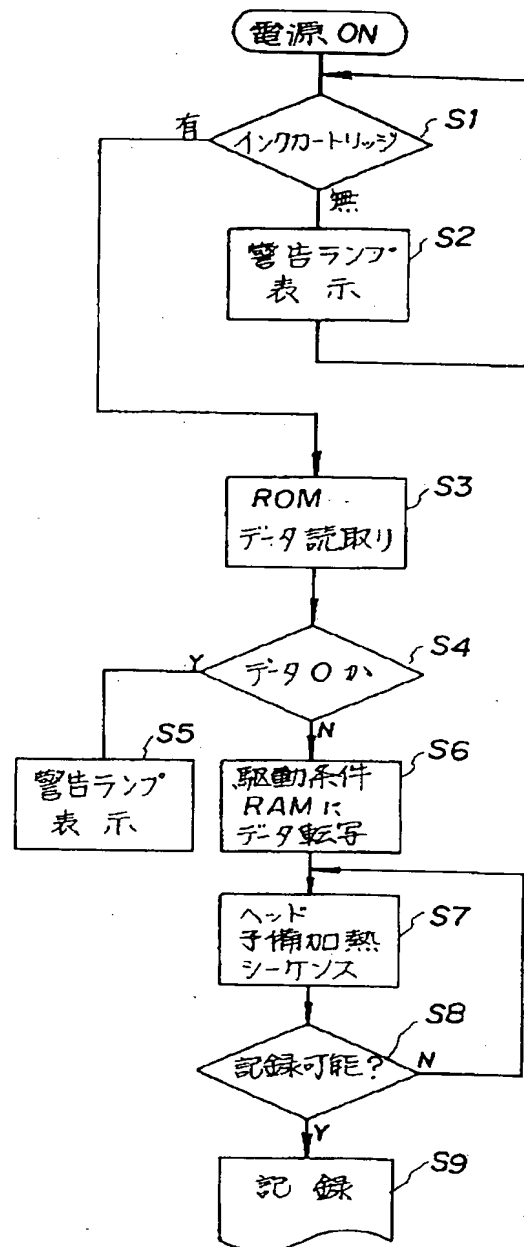 電源 ON
インクカートリッジ
S1
有
無
警告ランプ
表示
S2
ROM
データ読取り
S3
データ0か
S4
Y
N
警告ランプ
表示
S5
駆動条件
RAMに
データ転写
S6
ヘッド
予備加熱
シーケンス
S7
記録可能?
S8
N
Y
記録
S9